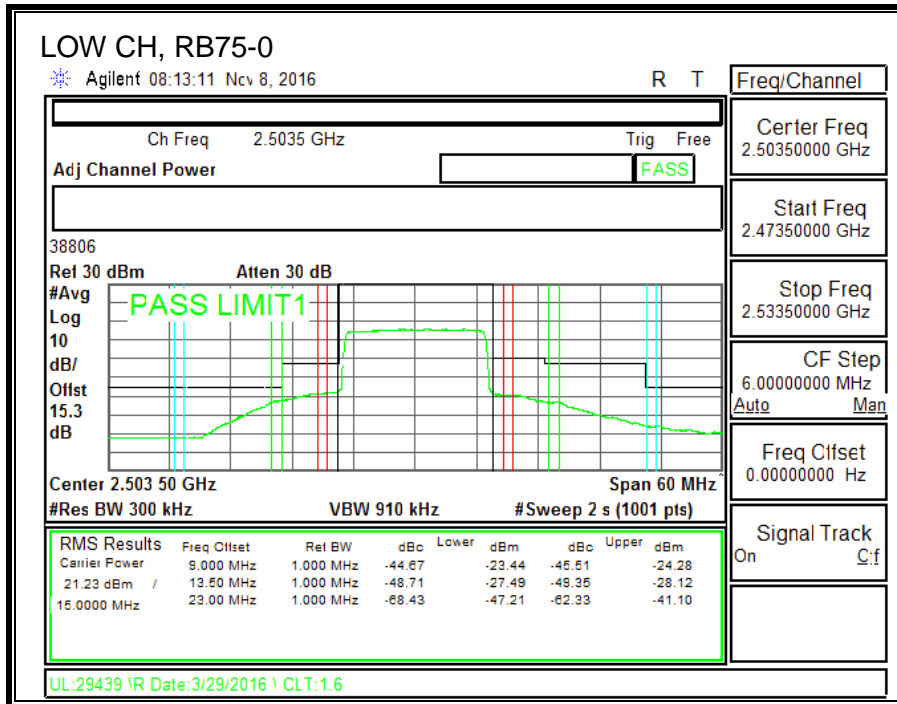 LOW CH, RB75-0
Agilent 08:13:11 Nov 8, 2016 R T
Freq/Channel
Ch Freq 2.5035 GHz Trig Free
Adj Channel Power PASS
Center Freq
2.50350000 GHz
Start Freq
2.47350000 GHz
38806
Ref 30 dBm Atten 30 dB
#Avg
Log
10
dB/
Offst
15.3
dB
PASS LIMIT1
Stop Freq
2.53350000 GHz
CF Step
6.00000000 MHz
Auto Man
Freq Offset
0.00000000 Hz
Center 2.503 50 GHz Span 60 MHz
#Res BW 300 kHz VBW 910 kHz #Sweep 2 s (1001 pts)
Signal Track
On Off
RMS Results Freq Offset Ref BW dBc Lower dBm dBc Upper dBm
Carrier Power 9.000 MHz 1.000 MHz -44.67 -23.44 -45.51 -24.28
21.23 dBm / 13.50 MHz 1.000 MHz -48.71 -27.49 -49.35 -28.12
15.0000 MHz 23.00 MHz 1.000 MHz -68.43 -47.21 -62.33 -41.10
UL:29439 \R Date:3/29/2016 \ CLT:1.6